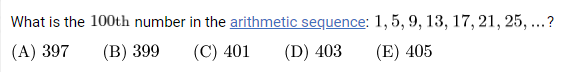 What is the 100th number in the arithmetic sequence: 1, 5, 9, 13, 17, 21, 25, ...?
(A) 397 (B) 399 (C) 401 (D) 403 (E) 405